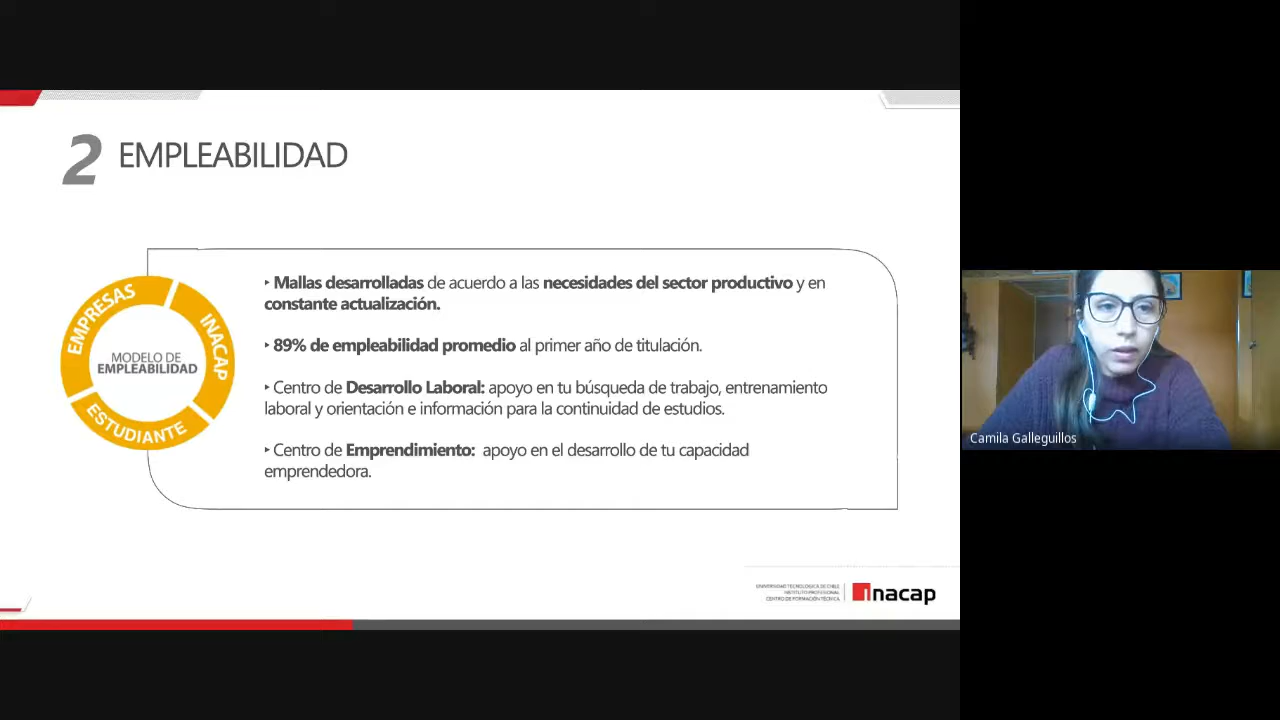 2 EMPLEABILIDAD
‣ Mallas desarrolladas de acuerdo a las necesidades del sector productivo y en
constante actualización.
‣ 89% de empleabilidad promedio al primer año de titulación.
‣ Centro de Desarrollo Laboral: apoyo en tu búsqueda de trabajo, entrenamiento
laboral y orientación e información para la continuidad de estudios.
‣ Centro de Emprendimiento: apoyo en el desarrollo de tu capacidad
emprendedora.
EMPRESAS
INACAP
ESTUDIANTE
MODELO DE
EMPLEABILIDAD
UNIVERSIDAD TECNOLÓGICA DE CHILE
INSTITUTO PROFESIONAL
CENTRO DE FORMACIÓN TÉCNICA
inacap
Camila Galleguillos